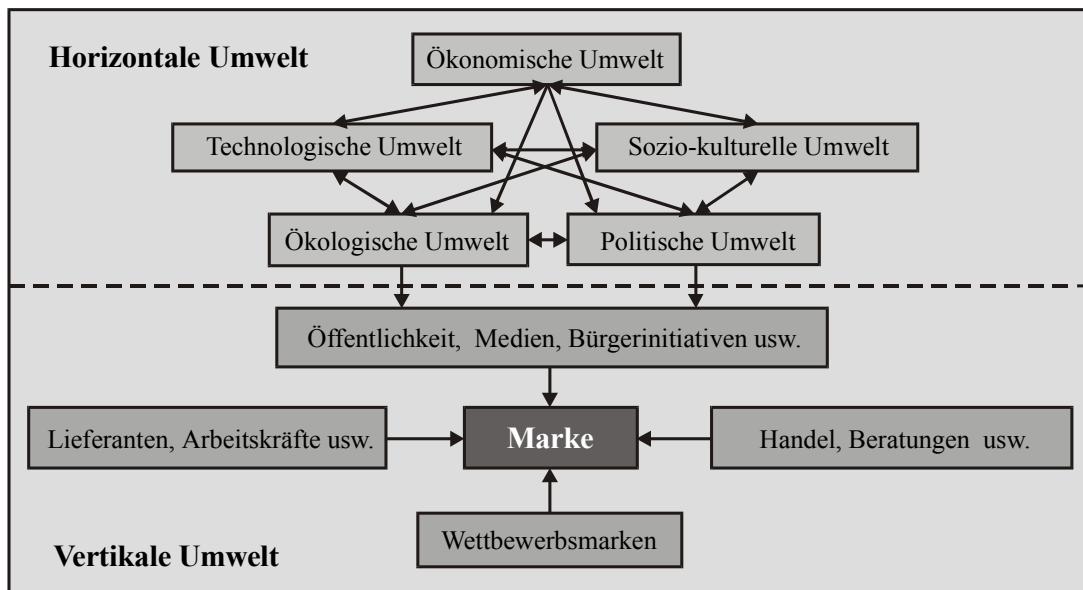 Horizontale Umwelt
Ökonomische Umwelt
Technologische Umwelt
Sozio-kulturelle Umwelt
Ökologische Umwelt
Politische Umwelt
Öffentlichkeit, Medien, Bürgerinitiativen usw.
Lieferanten, Arbeitskräfte usw.
Marke
Handel, Beratungen usw.
Wettbewerbsmarken
Vertikale Umwelt